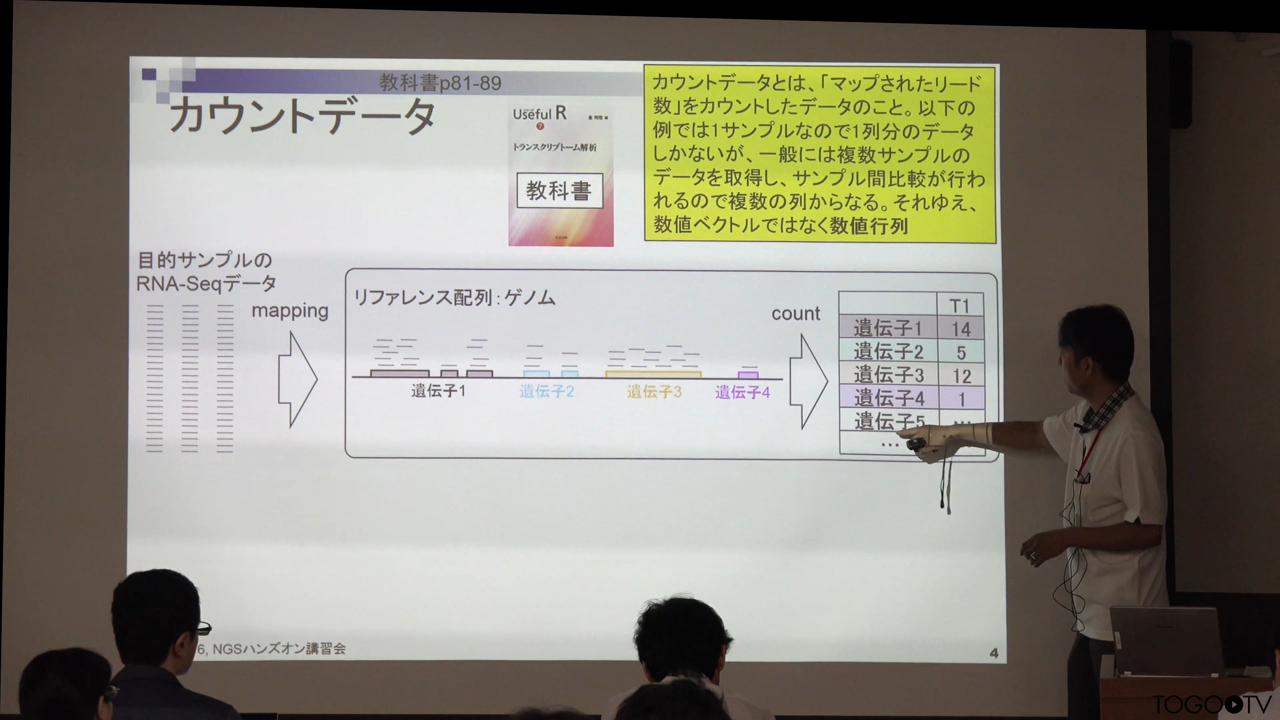 教科書p81-89
カウントデータ
Useful R
7
トランスクリプトーム解析
教科書
カウントデータとは、「マップされたリード
数」をカウントしたデータのこと。以下の
例では1サンプルなので1列分のデータ
しかないが、一般には複数サンプルの
データを取得し、サンプル間比較が行わ
れるので複数の列からなる。それゆえ、
数値ベクトルではなく数値行列
目的サンプルの
RNA-Seqデータ
mapping
リファレンス配列：ゲノム
遺伝子1 遺伝子2 遺伝子3 遺伝子4
count
T1
遺伝子1 14
遺伝子2 5
遺伝子3 12
遺伝子4 1
遺伝子5 …
…
6, NGSハンズオン講習会
4
TOGOTV